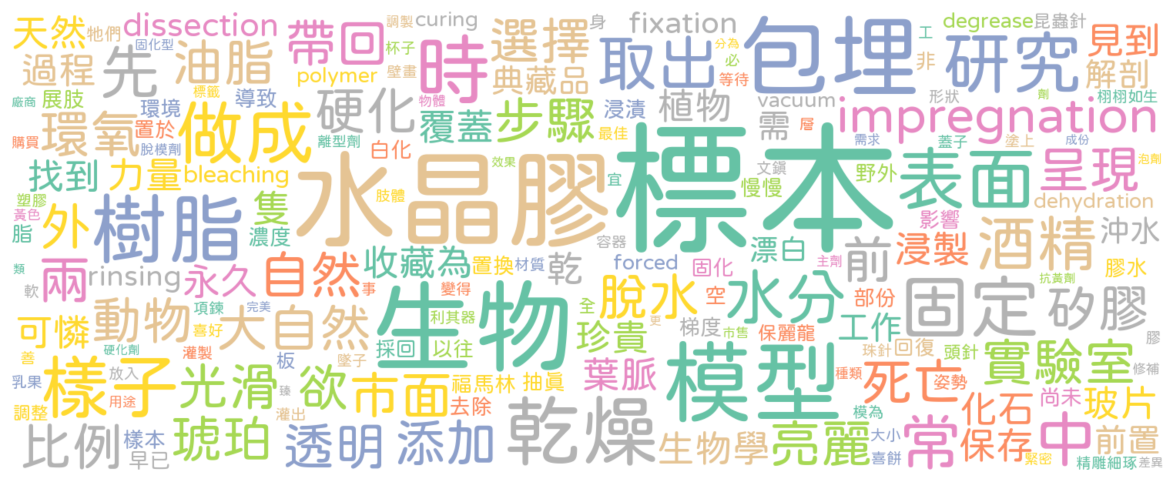 天然 牠們 dissection 帶回 固化型 調製 curing 選擇 身 fixation 包埋 工 degrease 昆蟲針
過程 先 油脂 polymer 杯子 壁畫 時 典藏品 取出 分為 必 等待 非 研究 見到 解剖
廠商 展肢 環境 標籤 導致 硬化 物體 步驟 浸漬 植物 vacuum 形狀 劑 栩栩如生
購買 環氧 置於 脫模劑 做成 離型劑 覆蓋 最佳 需 層 impregnation
找到 力量 bleaching 白化 水晶膠 效果 標本 文鎮 需求 蓋子 塗上 成份 泡劑
塑膠 黃色 外 樹脂 隻 肢體 宜 慢慢 野外 表面 呈現 dehydration
脂 濃度 容器 漂白 影響 酒精 沖水
類 兩 rinsing 永久 自然 收藏為 置換 材質 乾 forced 固化 主劑 前 浸製 抗黃劑 膠水
軟 項鍊 事 變得 生物 全 脫水 空 水分 部份 固定 矽膠
可憐 動物 喜好 完美 大自然 利其器 採回 以往 珍貴 更 梯度 市售 保麗龍 工作 膠
善 硬化劑 灌製 板 墜子 葉脈 模型 珠針 回復 頭針 實驗室 修補
乳果 放入 樣子 光滑 臻 欲 市面 福馬林 抽真 種類 死亡 姿勢 尚未 玻片
調整 用途 灌出 去除 模為 化石
比例 樣本 早已 琥珀 透明 添加 乾燥 生物學 亮麗 大小 喜餅 常 保存 緊密 中 前置 精雕細琢 差異